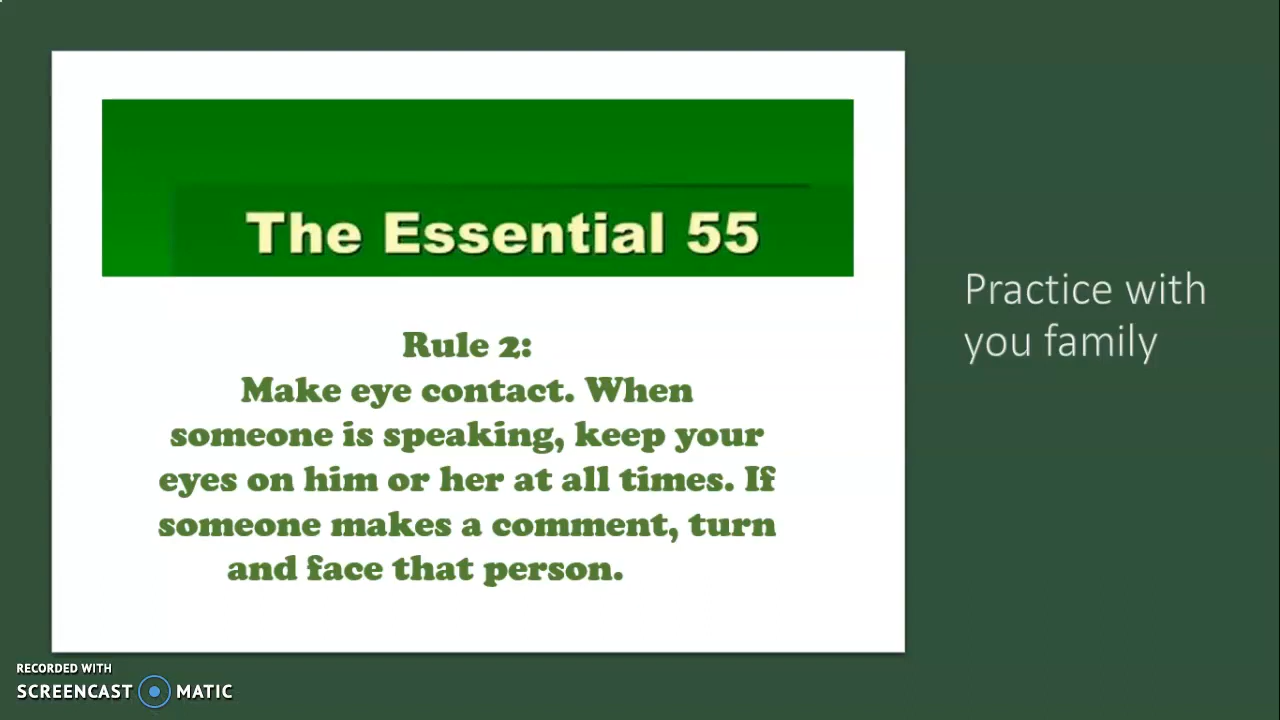 The Essential 55
Rule 2:
Make eye contact. When
someone is speaking, keep your
eyes on him or her at all times. If
someone makes a comment, turn
and face that person.
Practice with
you family
RECORDED WITH
SCREENCAST MATIC